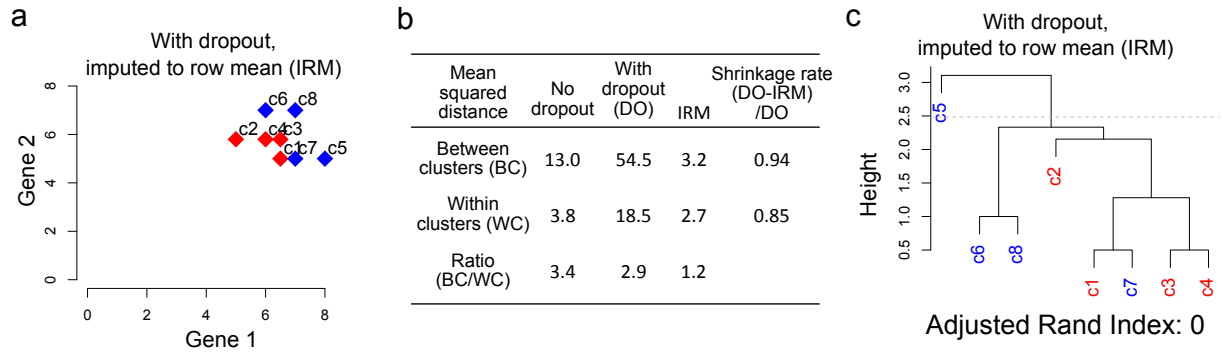 a
With dropout,
imputed to row mean (IRM)
8
6
4
2
0
Gene 2
c6 c8
c2 c4 c3
c1 c7 c5
0 2 4 6 8
Gene 1
b
Mean squared distance | No dropout | With dropout (DO) | IRM | Shrinkage rate (DO-IRM) /DO
Between clusters (BC) | 13.0 | 54.5 | 3.2 | 0.94
Within clusters (WC) | 3.8 | 18.5 | 2.7 | 0.85
Ratio (BC/WC) | 3.4 | 2.9 | 1.2
c
With dropout,
imputed to row mean (IRM)
3.0
2.5
2.0
1.5
1.0
0.5
Height
c5
c2
c6 c8
c1 c7 c3 c4
Adjusted Rand Index: 0